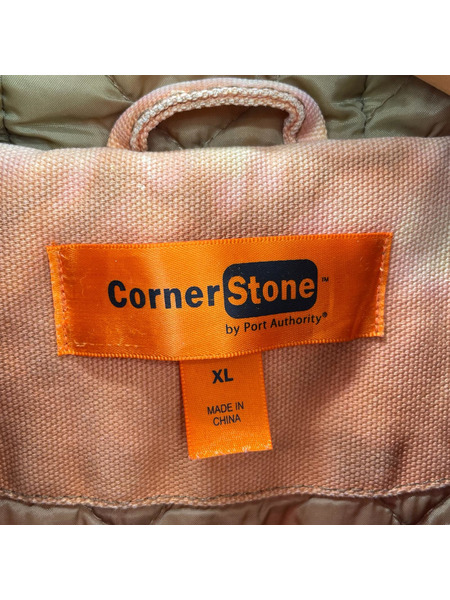 CornerStone™
by Port Authority®
XL
MADE IN
CHINA